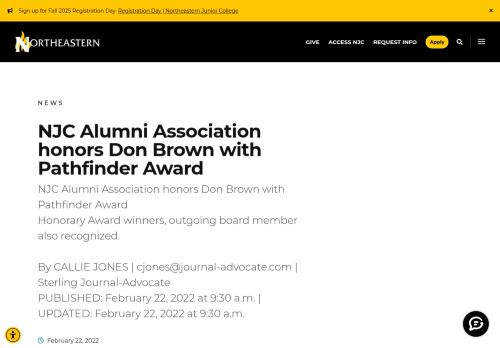 Sign up for Fall 2025 Registration Day Registration Day | Northeastern Junior College ×
NORTHEASTERN GIVE ACCESS NJC REQUEST INFO Apply
NEWS
NJC Alumni Association
honors Don Brown with
Pathfinder Award
NJC Alumni Association honors Don Brown with
Pathfinder Award
Honorary Award winners, outgoing board member
also recognized.
By CALLIE JONES | cjones@journal-advocate.com |
Sterling Journal-Advocate
PUBLISHED: February 22, 2022 at 9:30 a.m. |
UPDATED: February 22, 2022 at 9:30 a.m.
February 22, 2022